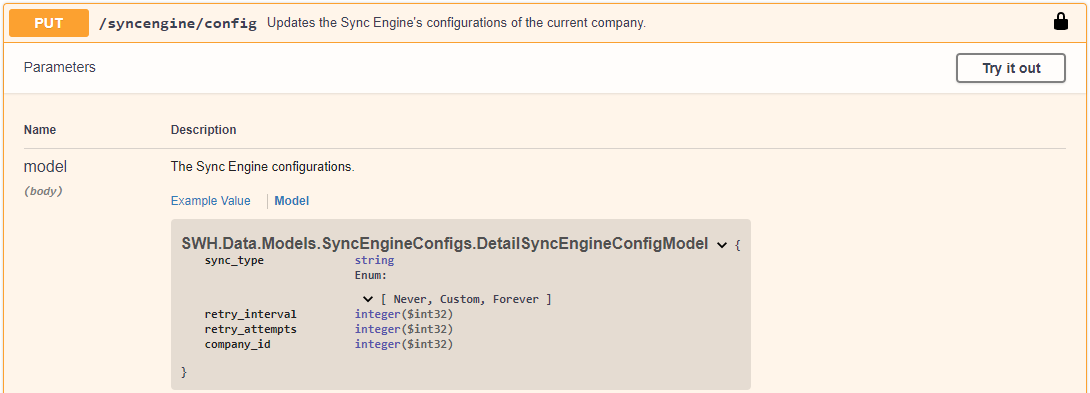 PUT /syncengine/config Updates the Sync Engine's configurations of the current company.
Parameters Try it out
Name Description
model The Sync Engine configurations.
(body)
Example Value Model
SWH.Data.Models.SyncEngineConfigs.DetailSyncEngineConfigModel {
sync_type string
Enum:
[ Never, Custom, Forever ]
retry_interval integer($int32)
retry_attempts integer($int32)
company_id integer($int32)
}